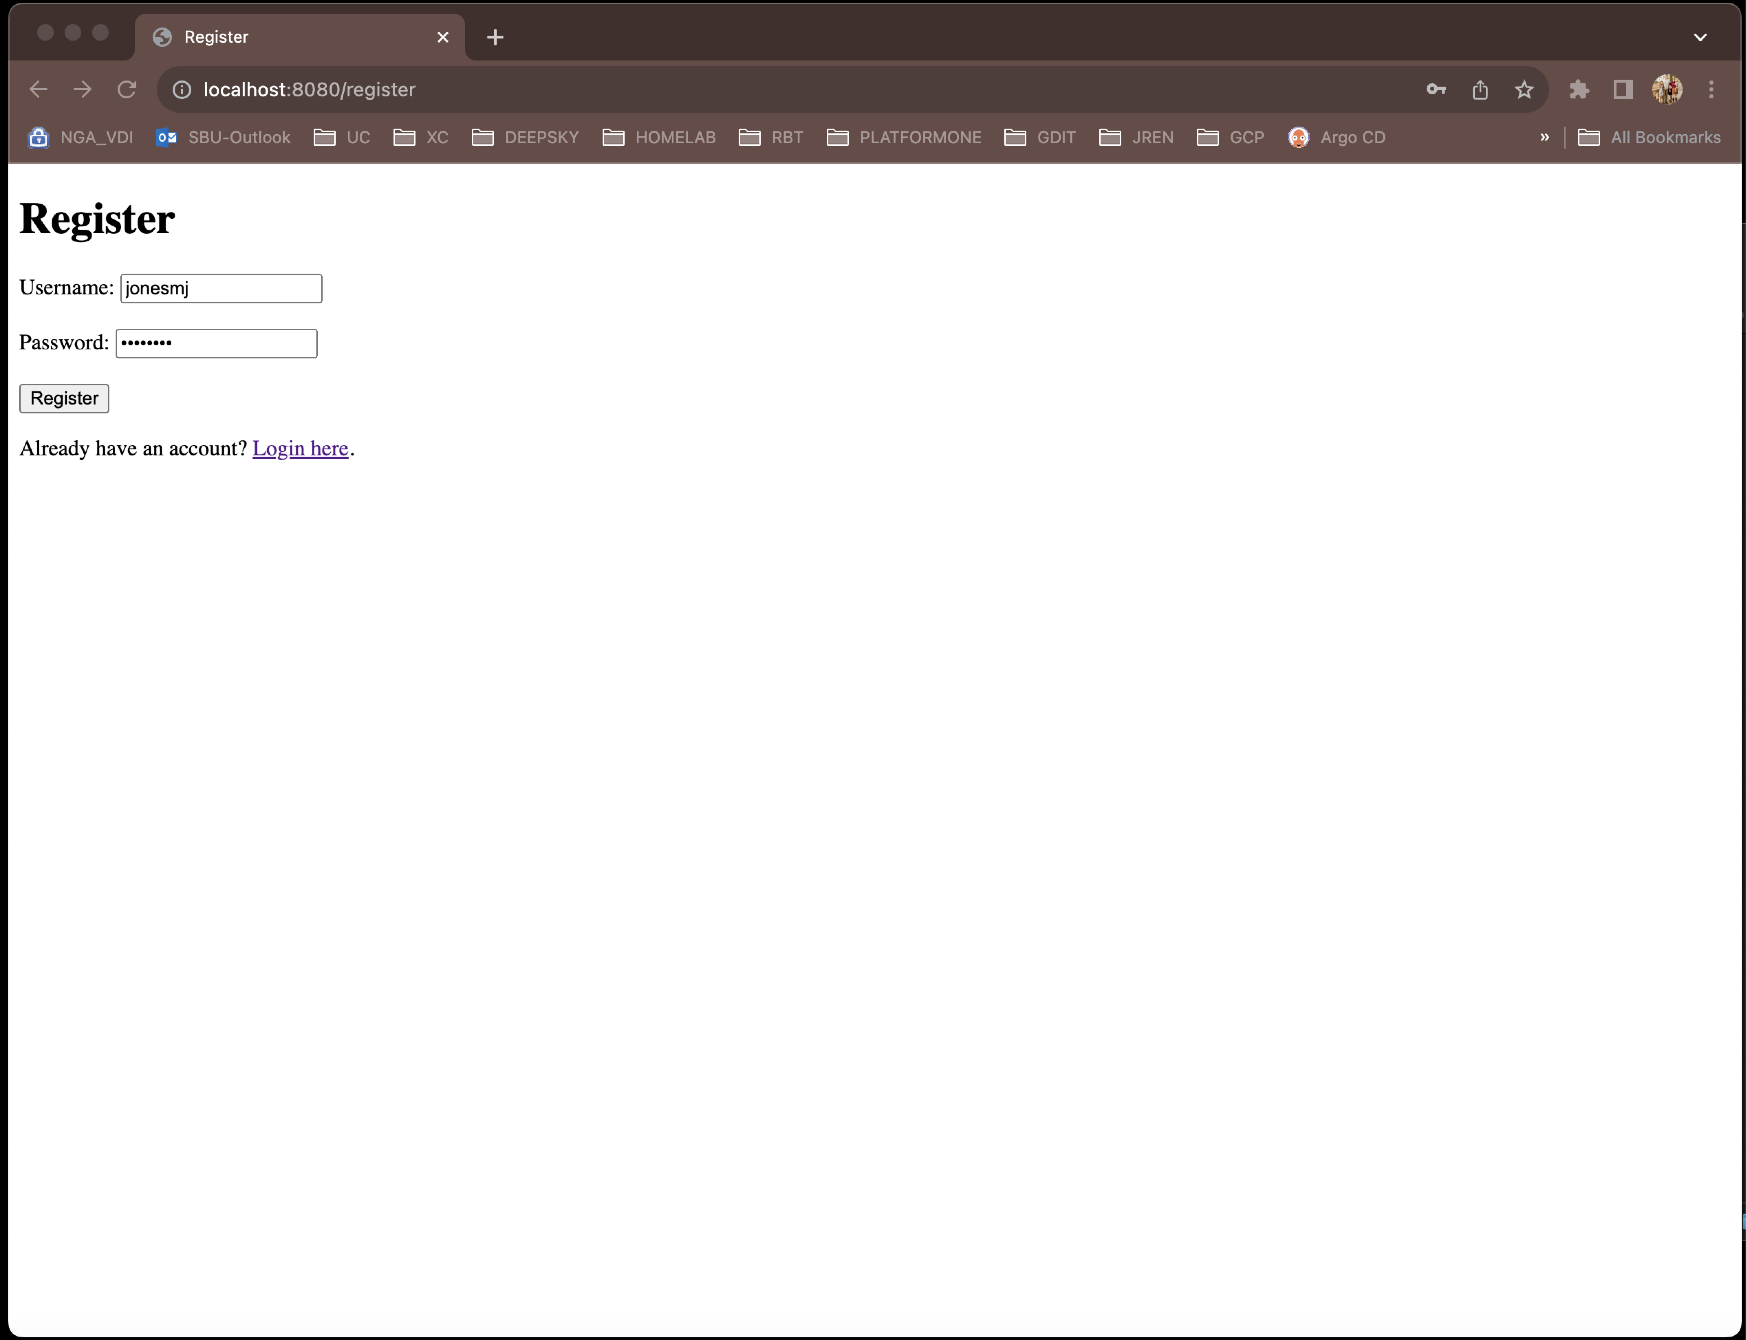 Register
localhost:8080/register
NGA_VDI SBU-Outlook UC XC DEEPSKY HOMELAB RBT PLATFORMONE GDIT JREN GCP Argo CD » All Bookmarks
Register
Username: jonesmj
Password: ••••••••
Register
Already have an account? Login here.